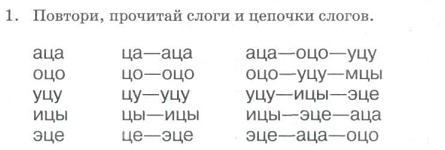 1. Повтори, прочитай слоги и цепочки слогов.
аца ца—аца аца—оцо—уцу
оцо цо—оцо оцо—уцу—мцы
уцу цу—уцу уцу—ицы—эце
ицы цы—ицы ицы—эце—аца
эце це—эце эце—аца—оцо